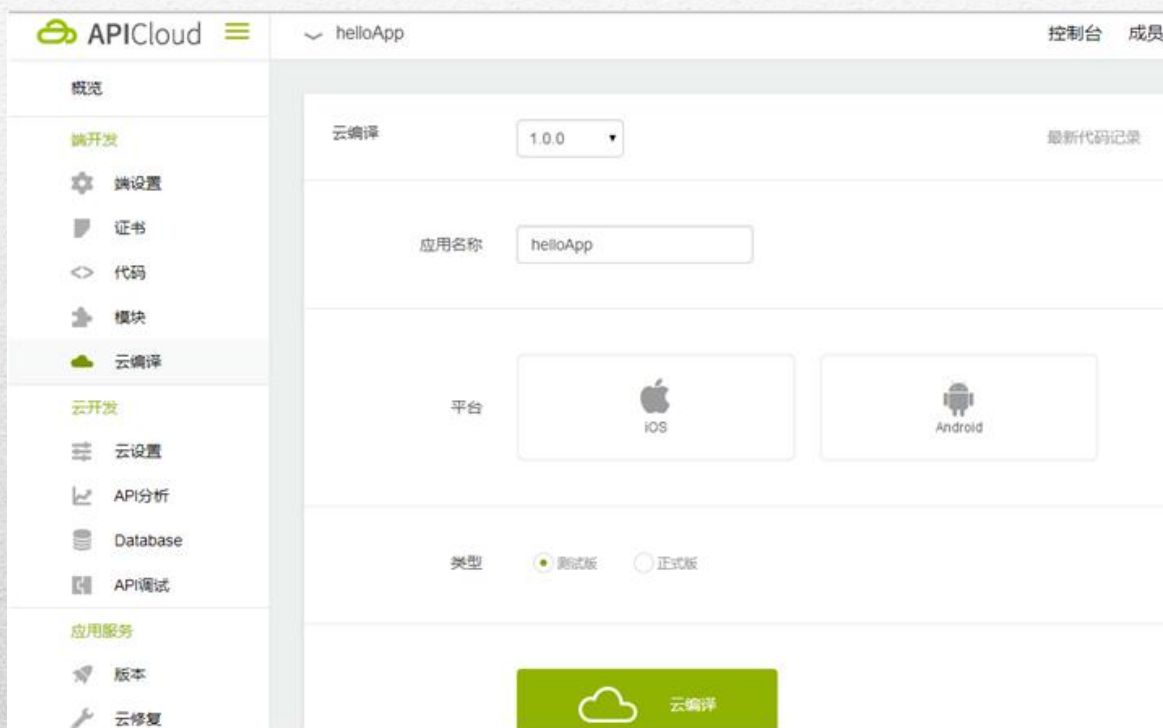 APICloud
helloApp
控制台 成员
概览
端开发
端设置
证书
代码
模块
云编译
云开发
云设置
API分析
Database
API调试
应用服务
版本
云修复
云编译 1.0.0 最新代码记录
应用名称 helloApp
平台 iOS Android
类型 测试版 正式版
云编译